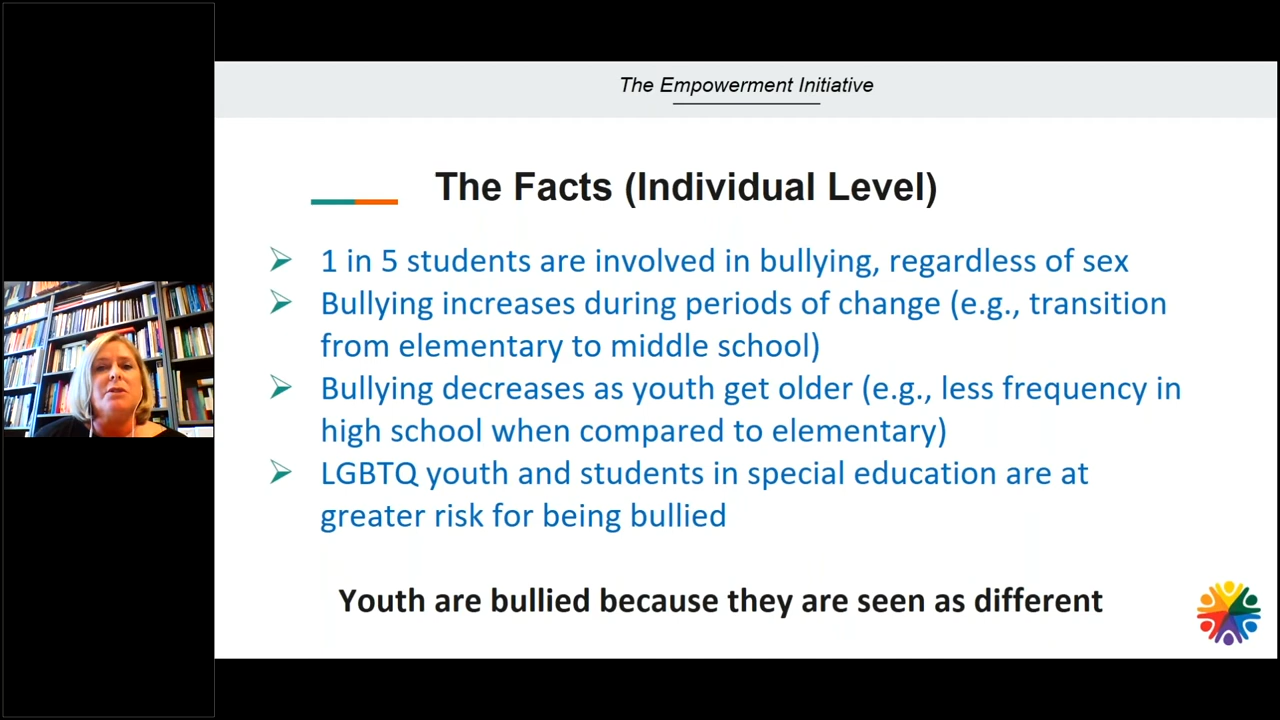 The Empowerment Initiative
The Facts (Individual Level)
1 in 5 students are involved in bullying, regardless of sex
Bullying increases during periods of change (e.g., transition
from elementary to middle school)
Bullying decreases as youth get older (e.g., less frequency in
high school when compared to elementary)
LGBTQ youth and students in special education are at
greater risk for being bullied
Youth are bullied because they are seen as different